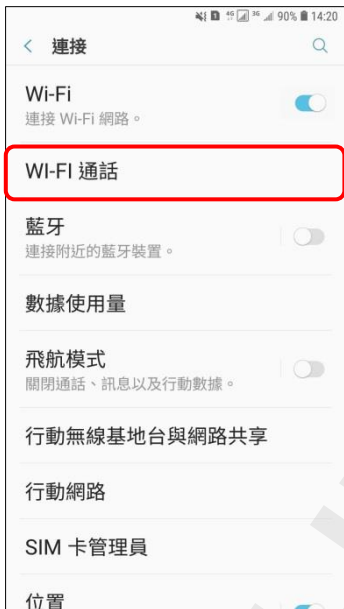 4G 3G 90% 14:20
連接
Wi-Fi
連接 Wi-Fi 網路。
WI-FI 通話
藍牙
連接附近的藍牙裝置。
數據使用量
飛航模式
關閉通話、訊息以及行動數據。
行動無線基地台與網路共享
行動網路
SIM 卡管理員
位置